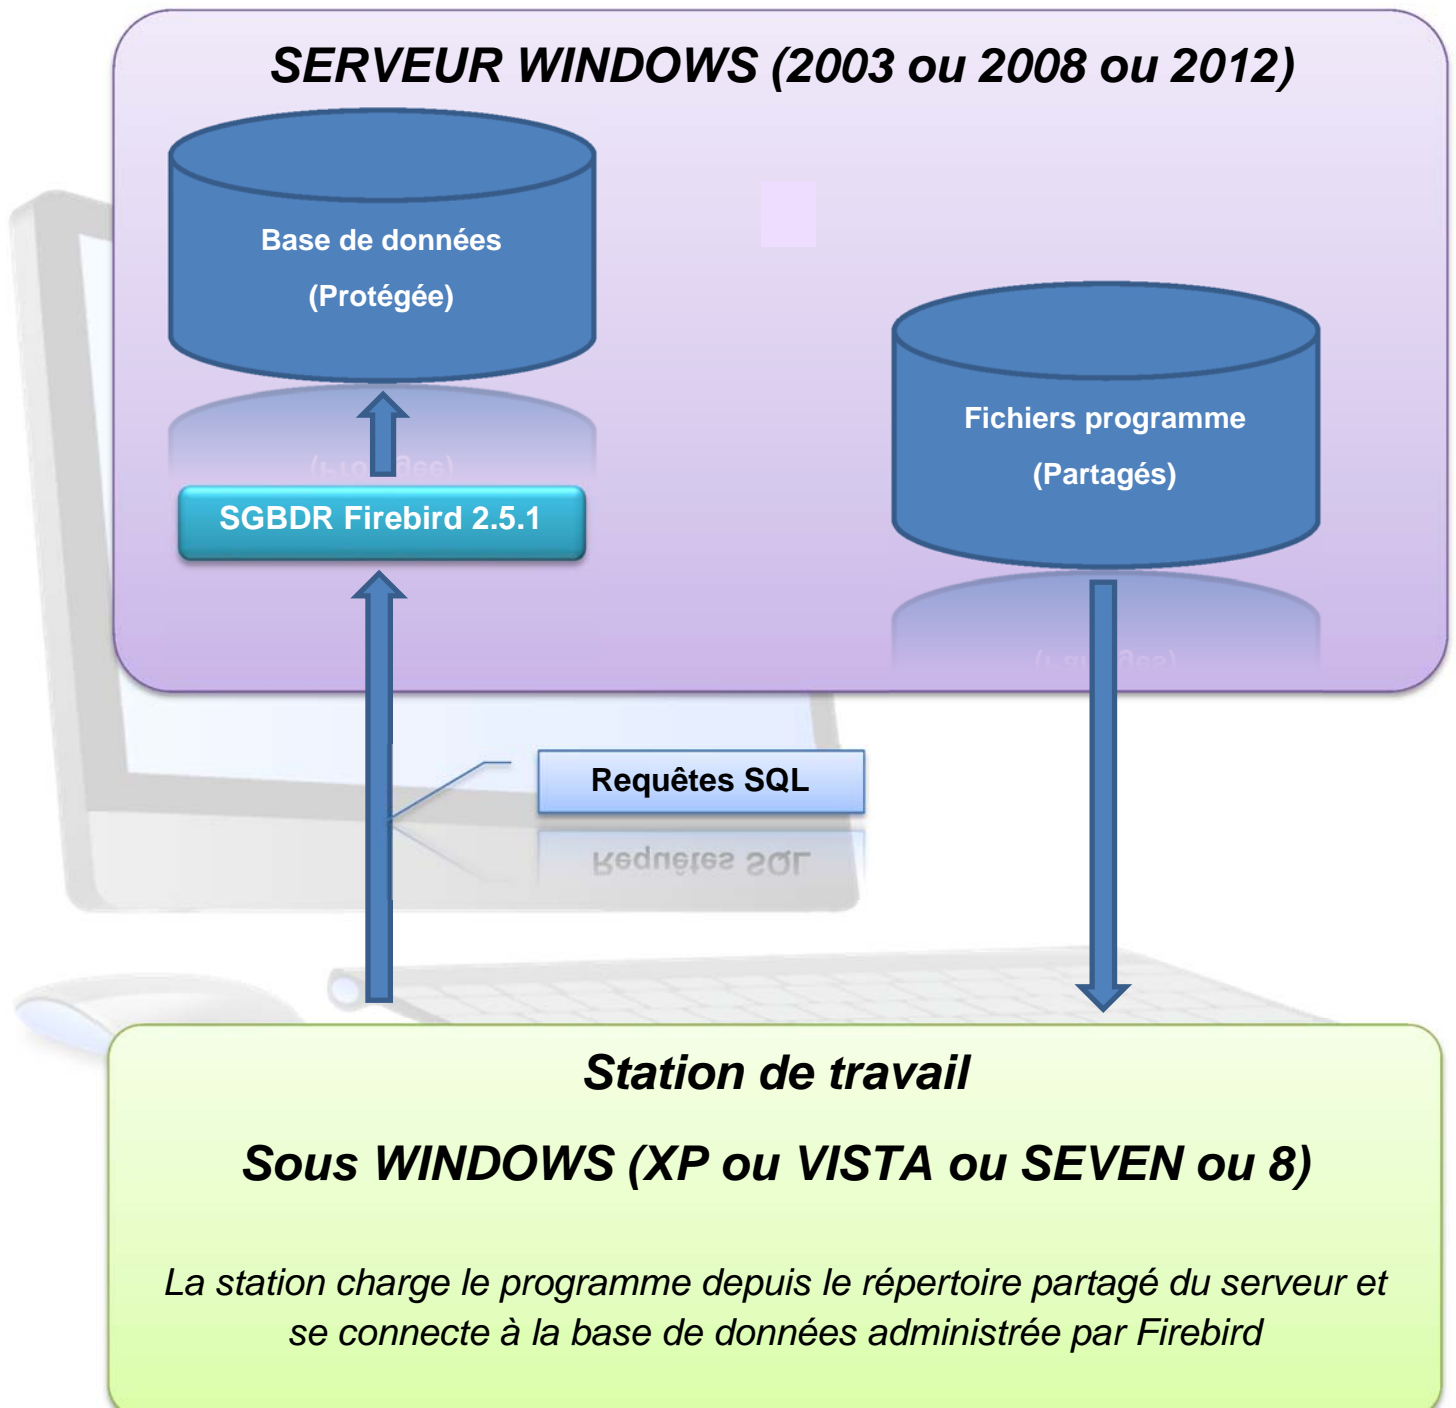 SERVEUR WINDOWS (2003 ou 2008 ou 2012)
Base de données
(Protégée)
Fichiers programme
(Partagés)
SGBDR Firebird 2.5.1
Requêtes SQL
Station de travail
Sous WINDOWS (XP ou VISTA ou SEVEN ou 8)
La station charge le programme depuis le répertoire partagé du serveur et
se connecte à la base de données administrée par Firebird